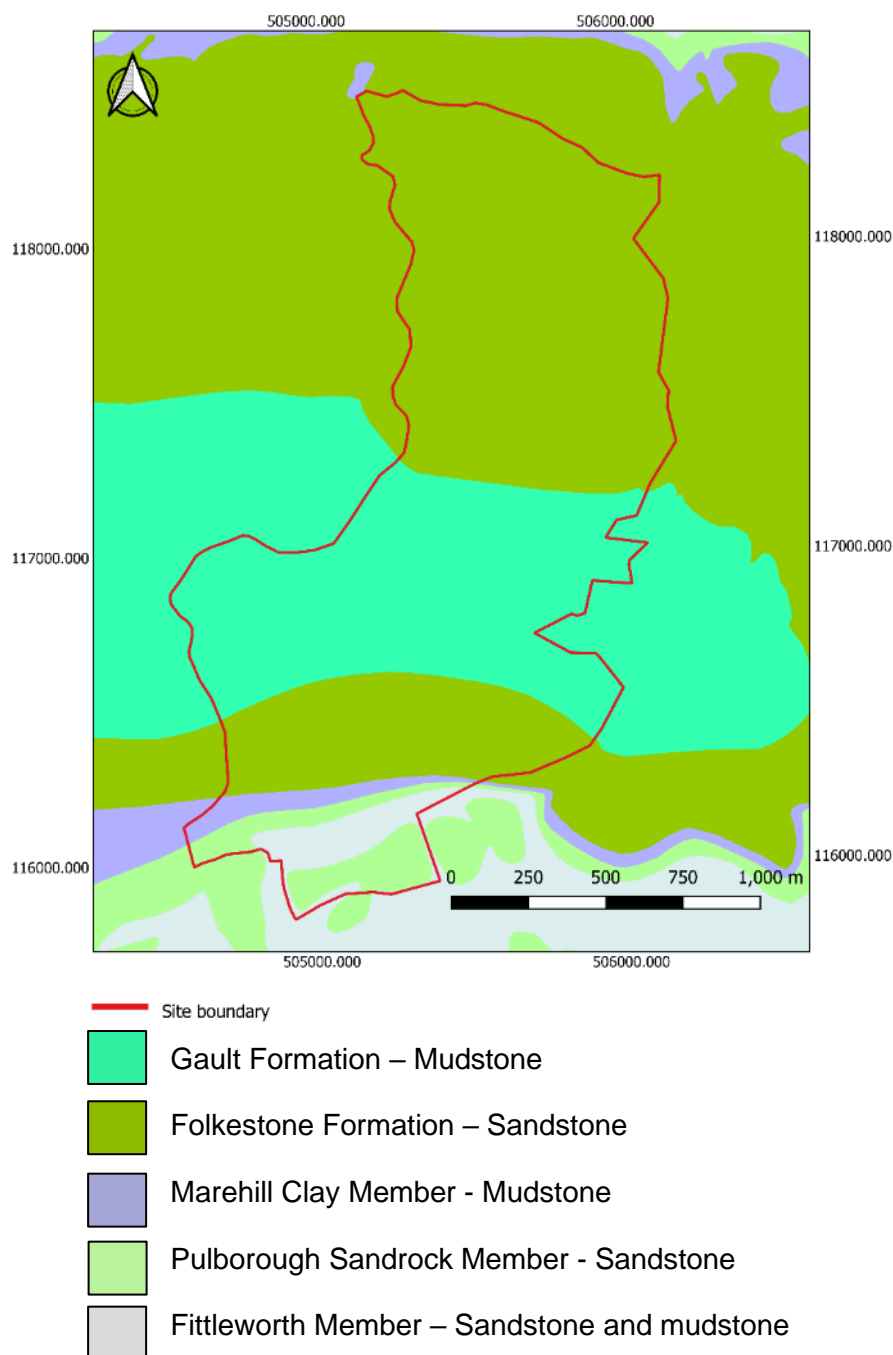 505000.000 506000.000
118000.000 118000.000
117000.000 117000.000
116000.000 116000.000
0 250 500 750 1,000 m
505000.000 506000.000
Site boundary
Gault Formation – Mudstone
Folkestone Formation – Sandstone
Marehill Clay Member - Mudstone
Pulborough Sandrock Member - Sandstone
Fittleworth Member – Sandstone and mudstone